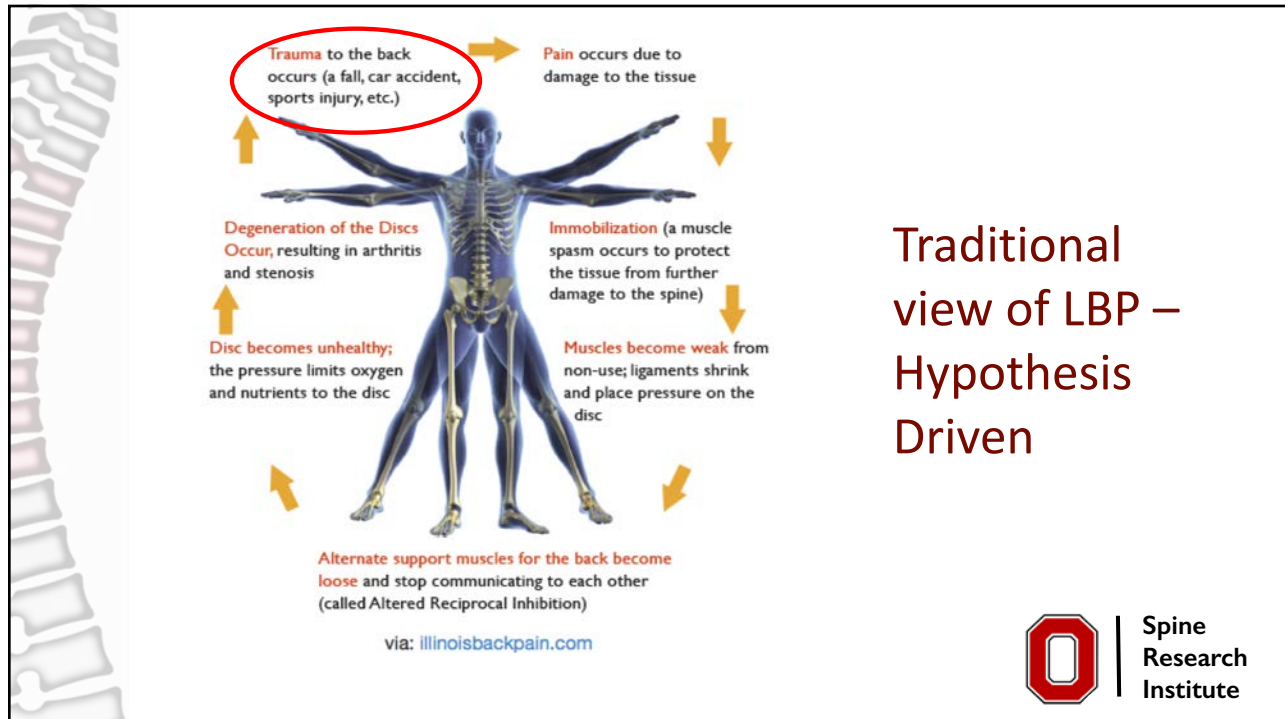 Trauma to the back
occurs (a fall, car accident,
sports injury, etc.)
Pain occurs due to
damage to the tissue
Immobilization (a muscle
spasm occurs to protect
the tissue from further
damage to the spine)
Muscles become weak from
non-use; ligaments shrink
and place pressure on the
disc
Alternate support muscles for the back become
loose and stop communicating to each other
(called Altered Reciprocal Inhibition)
Disc becomes unhealthy;
the pressure limits oxygen
and nutrients to the disc
Degeneration of the Discs
Occur, resulting in arthritis
and stenosis
via: illinoisbackpain.com
Traditional
view of LBP –
Hypothesis
Driven
Spine
Research
Institute